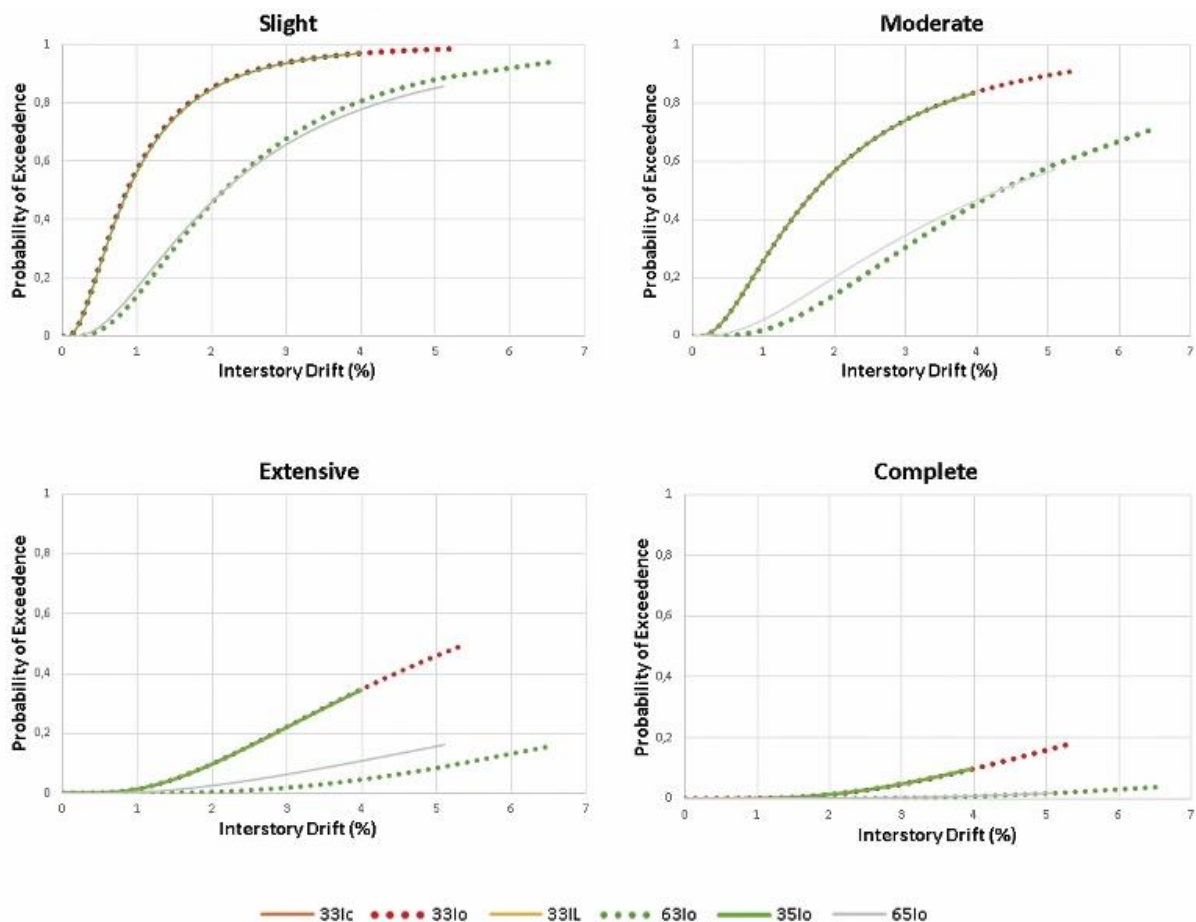 Slight
Moderate
Probability of Exceedence
1
0,8
0,6
0,4
0,2
0
0 1 2 3 4 5 6 7
Interstory Drift (%)
Probability of Exceedence
1
0,8
0,6
0,4
0,2
0
0 1 2 3 4 5 6 7
Interstory Drift (%)
Extensive
Complete
Probability of Exceedence
1
0,8
0,6
0,4
0,2
0
0 1 2 3 4 5 6 7
Interstory Drift (%)
Probability of Exceedence
1
0,8
0,6
0,4
0,2
0
0 1 2 3 4 5 6 7
Interstory Drift (%)
33Ic 33Io 33IL 63Io 35Io 65Io